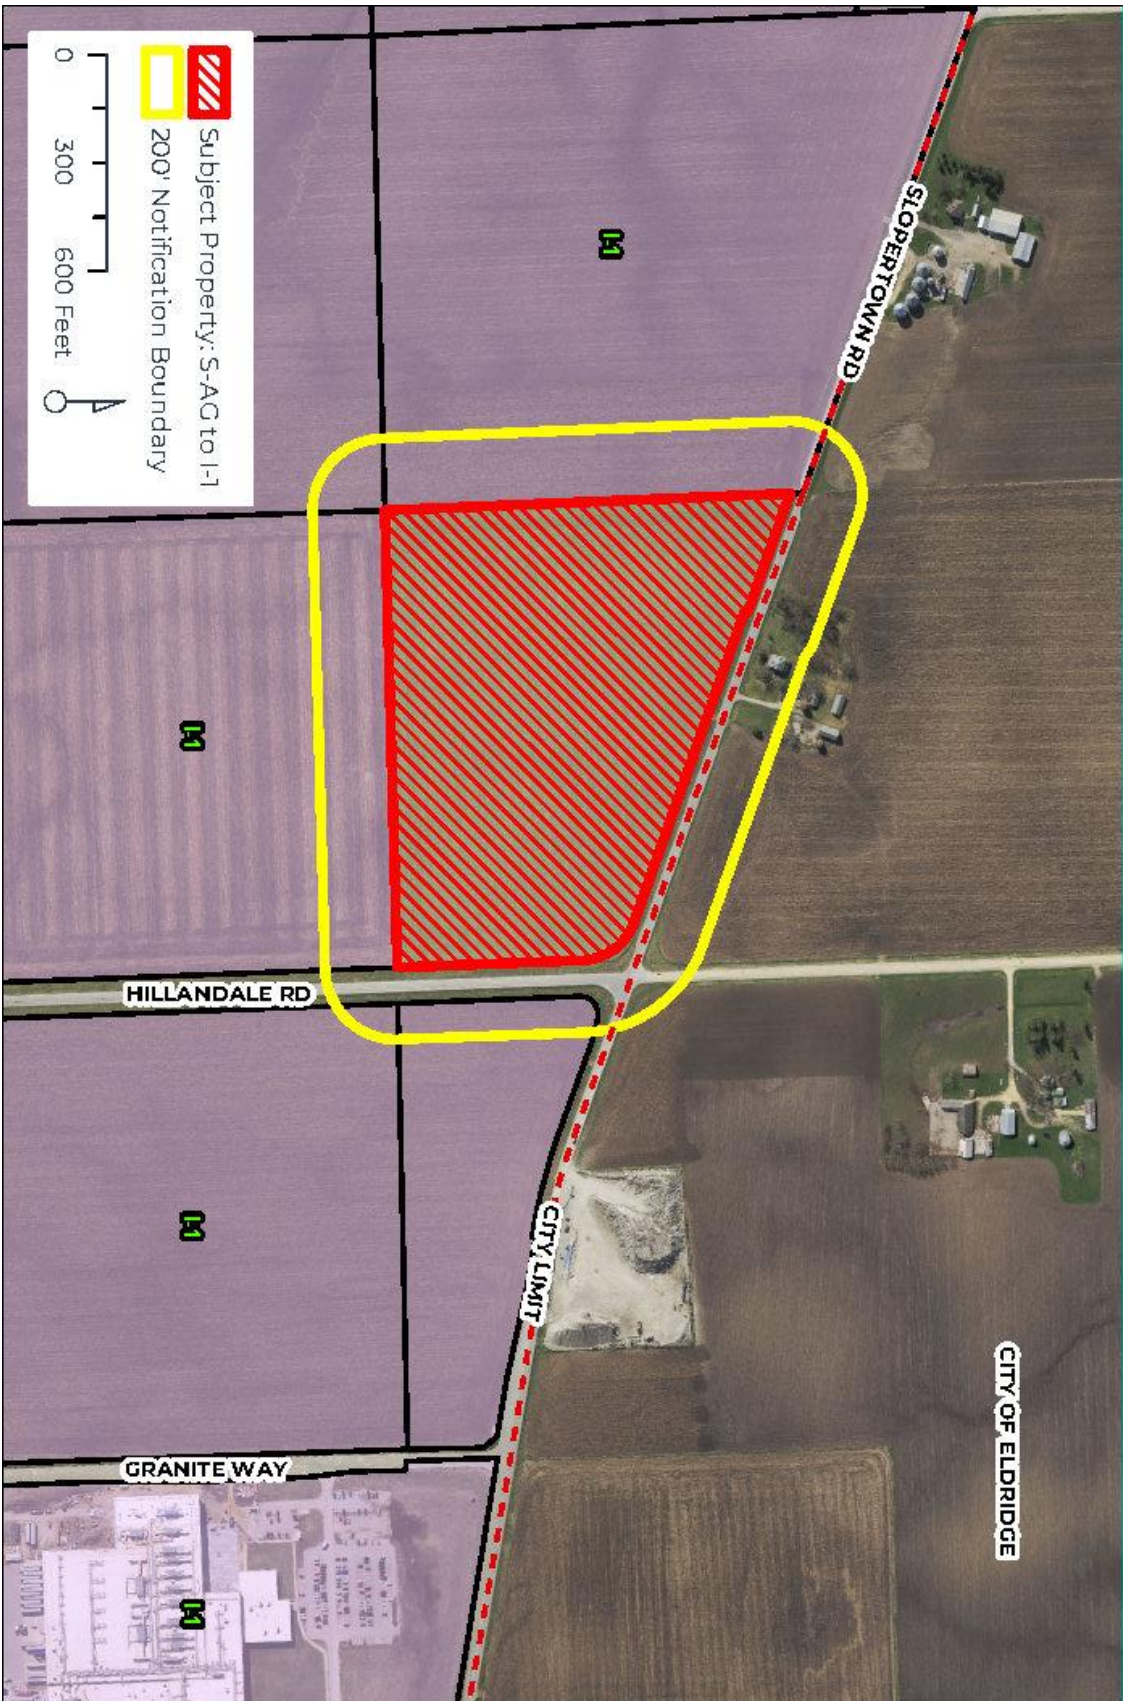 SLOPERTOWN RD
I-1
Subject Property: S-AG to I-1
200' Notification Boundary
0 300 600 Feet
I-1
HILLANDALE RD
I-1
CITY LIMIT
CITY OF ELDRIDGE
GRANITE WAY
I-1